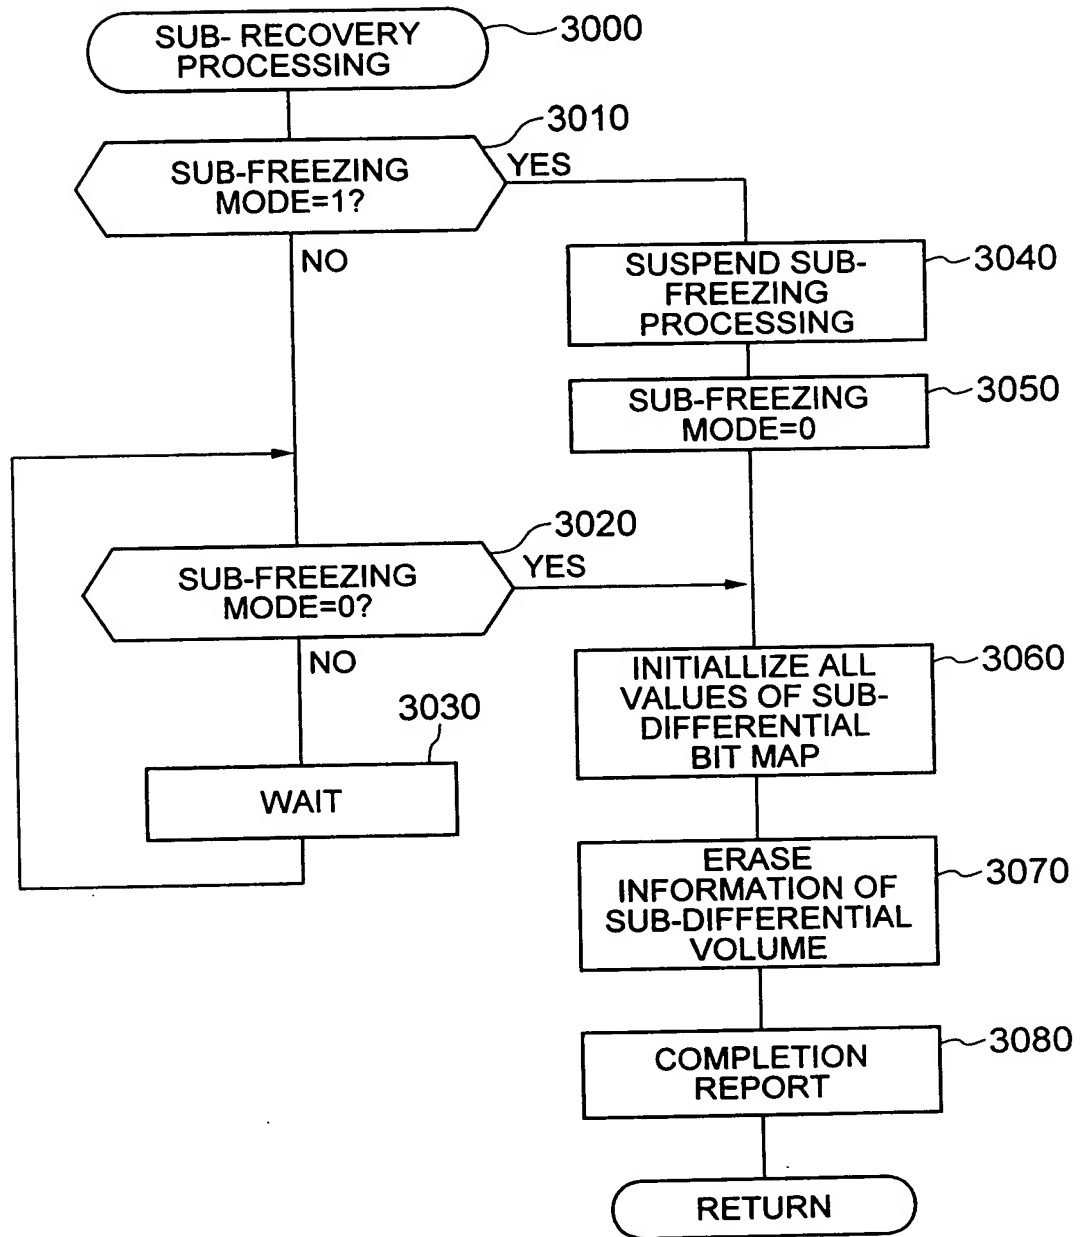 SUB- RECOVERY
PROCESSING
3000
3010
SUB-FREEZING
MODE=1?
YES
NO
SUSPEND SUB-
FREEZING
PROCESSING
3040
SUB-FREEZING
MODE=0
3050
3020
SUB-FREEZING
MODE=0?
YES
NO
3030
WAIT
INITIALLIZE ALL
VALUES OF SUB-
DIFFERENTIAL
BIT MAP
3060
ERASE
INFORMATION OF
SUB-DIFFERENTIAL
VOLUME
3070
COMPLETION
REPORT
3080
RETURN